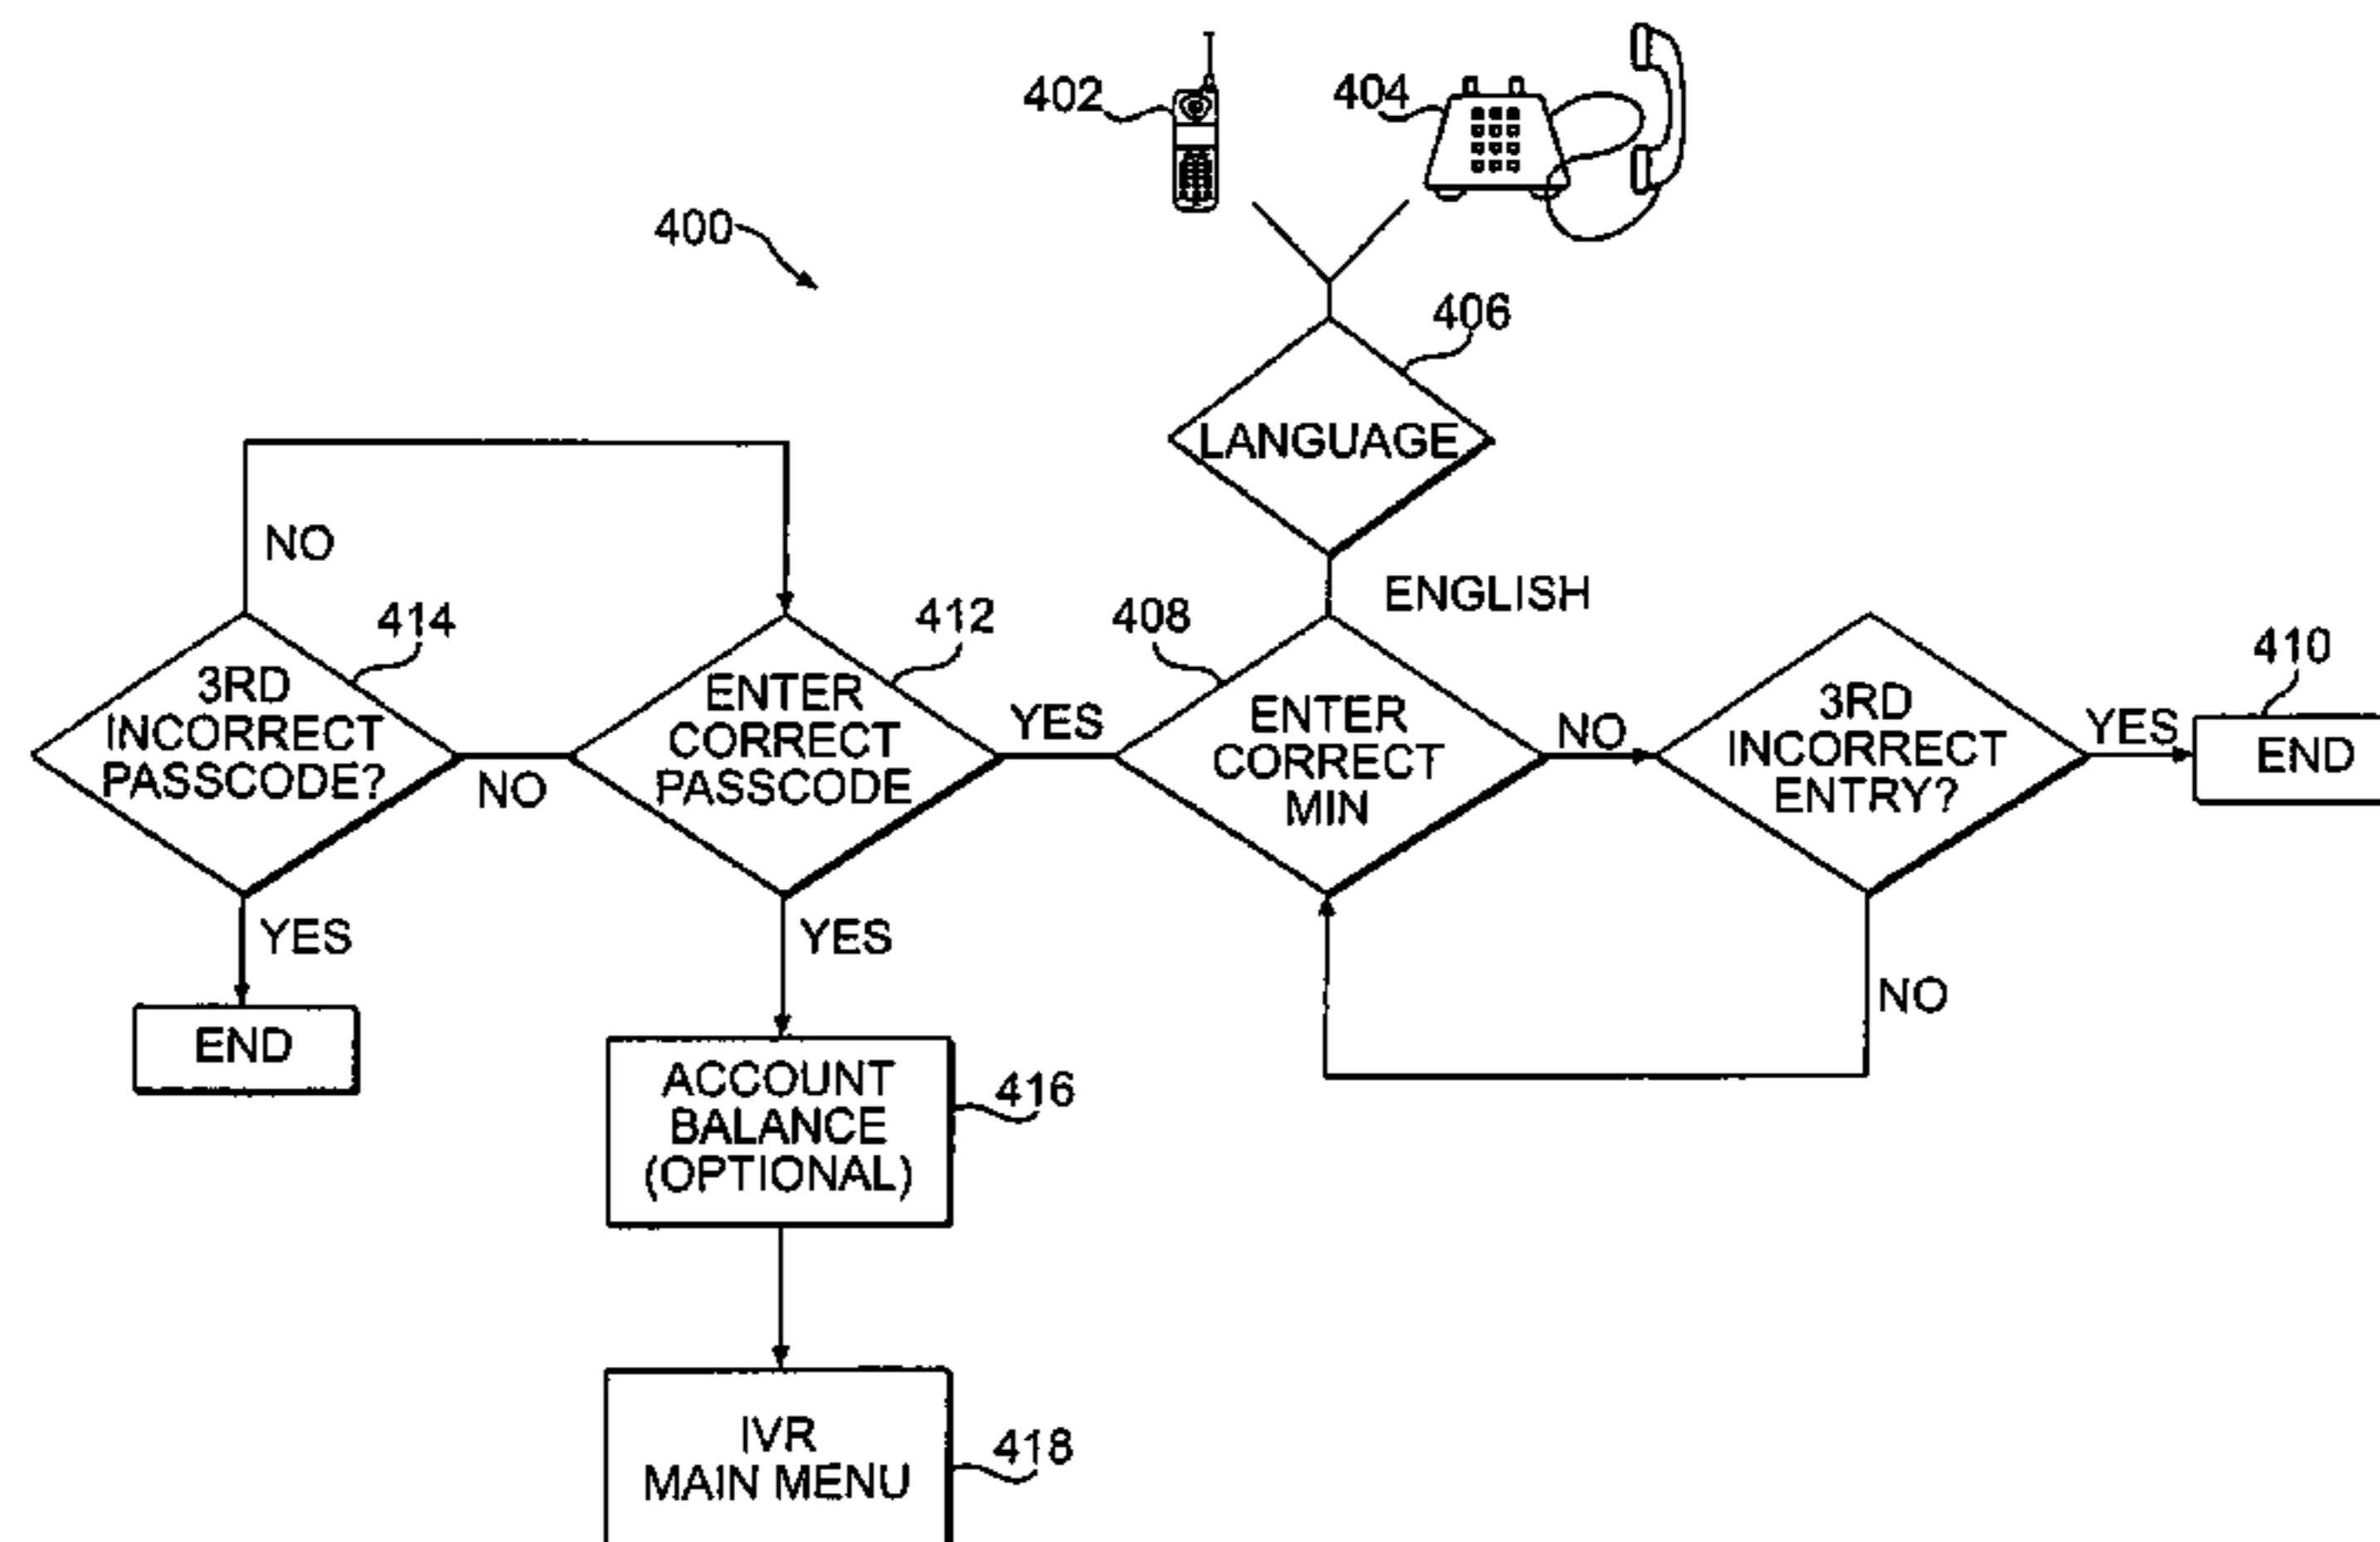 402
404
400
406
LANGUAGE
ENGLISH
NO
414
412
408
410
3RD
INCORRECT
PASSCODE?
NO
ENTER
CORRECT
PASSCODE
YES
ENTER
CORRECT
MIN
NO
3RD
INCORRECT
ENTRY?
YES
END
YES
YES
NO
END
ACCOUNT
BALANCE
(OPTIONAL)
416
IVR
MAIN MENU
418